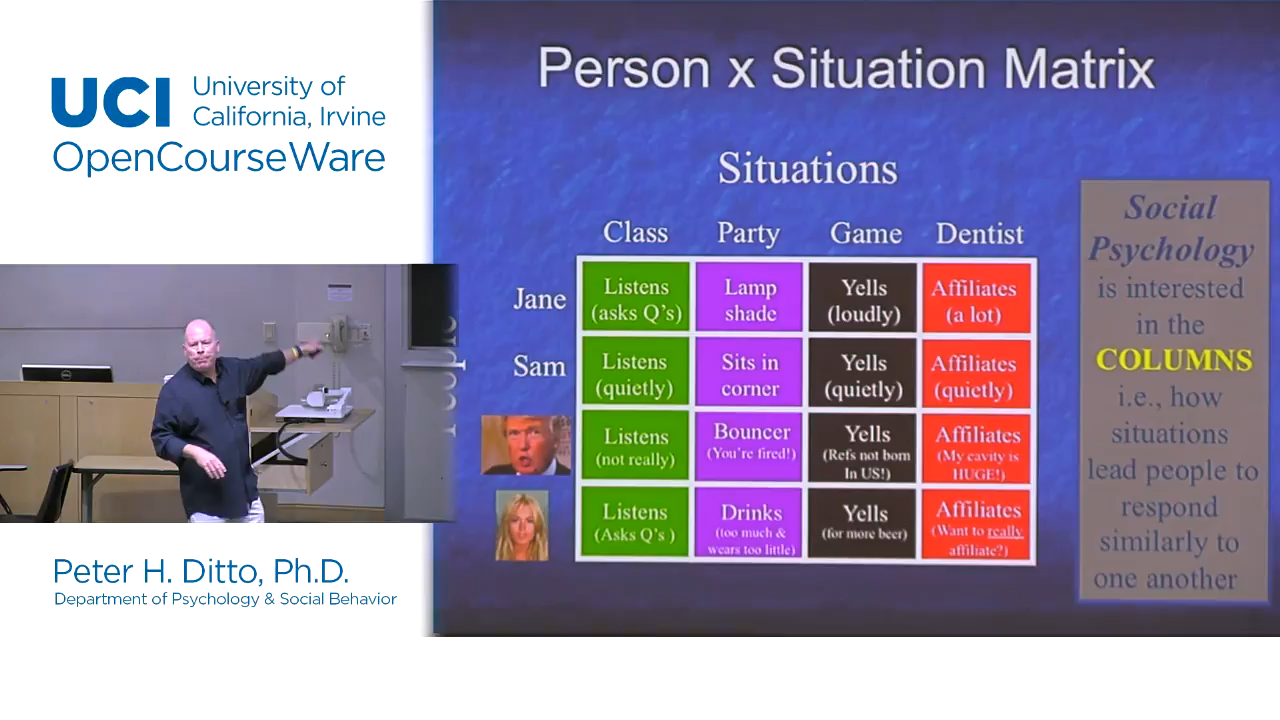 UCI University of
California, Irvine
OpenCourseWare
Peter H. Ditto, Ph.D.
Department of Psychology & Social Behavior
Person x Situation Matrix
Situations
Class Party Game Dentist
Jane
Listens
(asks Q's)
Lamp
shade
Yells
(loudly)
Affiliates
(a lot)
Sam
Listens
(quietly)
Sits in
corner
Yells
(quietly)
Affiliates
(quietly)
Listens
(not really)
Bouncer
(You're fired!)
Yells
(Refs not born
In US!)
Affiliates
(My cavity is
HUGE!)
Listens
(Asks Q's )
Drinks
(too much &
wears too little)
Yells
(for more beer)
Affiliates
(Want to really
affiliate?)
Social
Psychology
is interested
in the
COLUMNS
i.e., how
situations
lead people to
respond
similarly to
one another